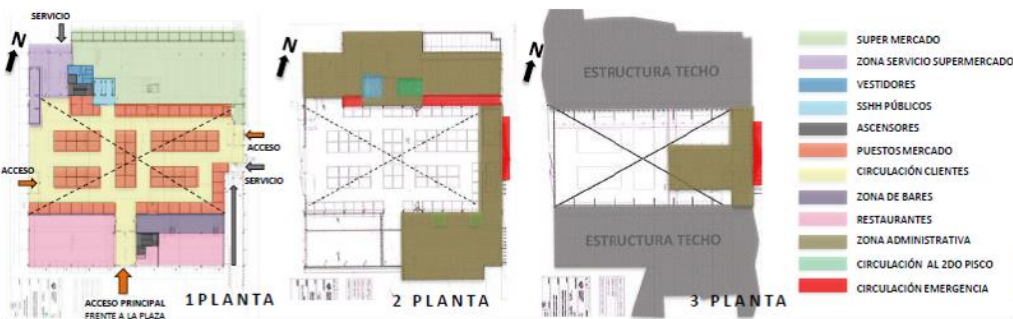 SERVICIO
N
ACCESO
ACCESO
SERVICIO
ACCESO PRINCIPAL
FRENTE A LA PLAZA
1PLANTA
N
2 PLANTA
N
ESTRUCTURA TECHO
ESTRUCTURA TECHO
3 PLANTA
SUPER MERCADO
ZONA SERVICIO SUPERMERCADO
VESTIDORES
SSHH PÚBLICOS
ASCENSORES
PUESTOS MERCADO
CIRCULACIÓN CLIENTES
ZONA DE BARES
RESTAURANTES
ZONA ADMINISTRATIVA
CIRCULACIÓN AL 2DO PISCO
CIRCULACIÓN EMERGENCIA